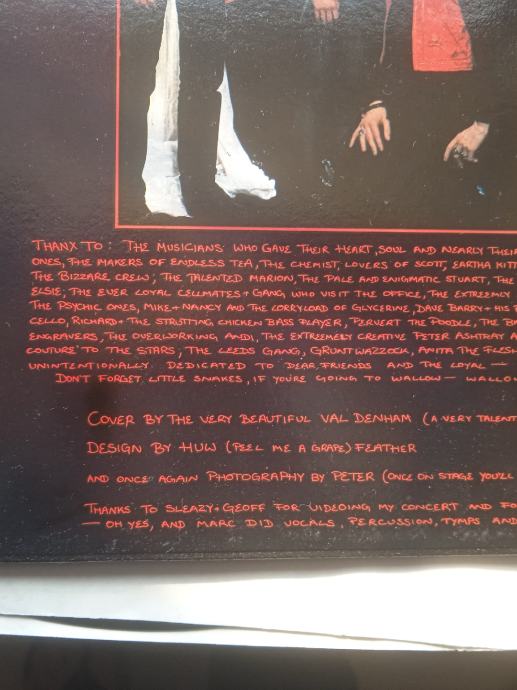 THANX TO: THE MUSICIANS WHO GAVE THEIR HEART, SOUL AND NEARLY THEIR
ONES, THE MAKERS OF ENDLESS TEA, THE CHEMIST, LOVERS OF SCOTT, EARTHA KITT
THE BIZZARE CREW, THE TALENTED MARION, THE PALE AND ENIGMATIC STUART, THE
ELSIE; THE EVER LOYAL CELLMATES + GANG WHO VISIT THE OFFICE, THE EXTREEMLY
THE PSYCHIC ONES, MIKE + NANCY AND THE LORRYLOAD OF GLYCERINE, DAVE BARRY + HIS
CELLO, RICHARD + THE STRUTTING CHICKEN BASS PLAYER, PERVERT THE POODLE, THE
ENGRAVERS, THE OVERWORKING ANDI, THE EXTREMELY CREATIVE PETER ASHTRAY
COUTURE TO THE STARS, THE LEEDS GANG, GRUNTWAZZOCK, ANITA THE FLESH
UNINTENTIONALLY. DEDICATED TO DEAR FRIENDS AND THE LOYAL —
DON'T FORGET LITTLE SNAKES, IF YOU'RE GOING TO WALLOW — WALLOW
COVER BY THE VERY BEAUTIFUL VAL DENHAM (A VERY TALENT
DESIGN BY HUW (PEEL ME A GRAPE) FEATHER
AND ONCE AGAIN PHOTOGRAPHY BY PETER (ONCE ON STAGE YOU'LL
THANKS TO SLEAZY + GEOFF FOR VIDEOING MY CONCERT AND FO
— OH YES, AND MARC DID VOCALS, PERCUSSION, TYMPS AND